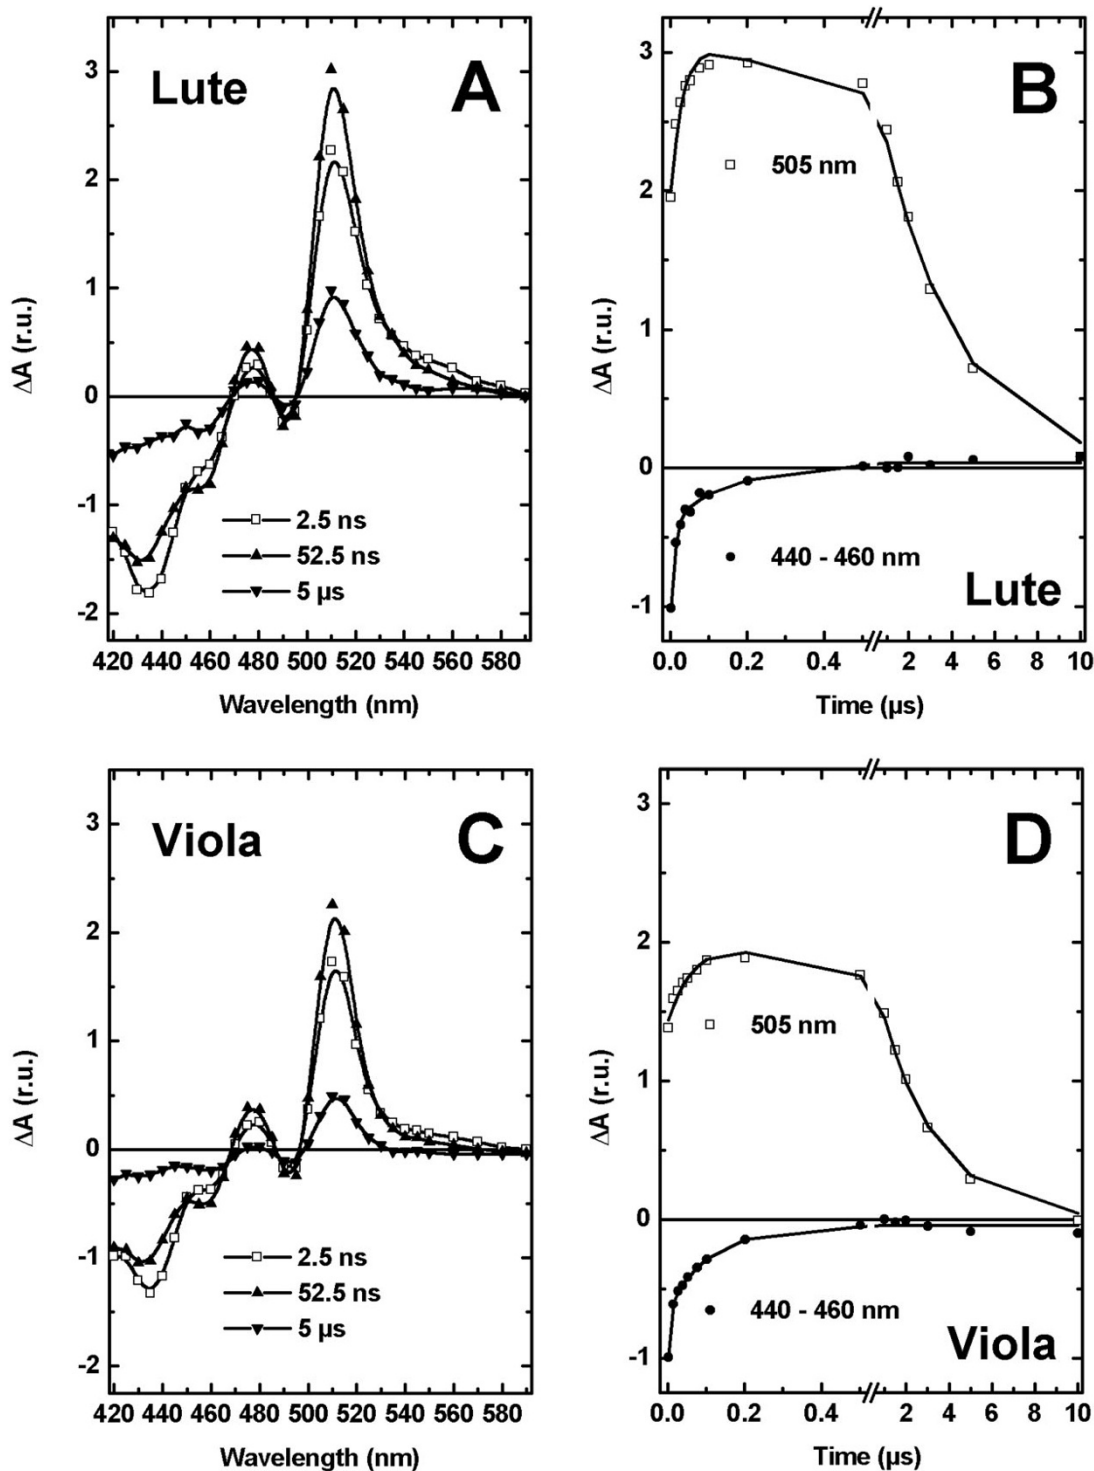 Lute
A
3
2
1
0
-1
-2
ΔA (r.u.)
2.5 ns
52.5 ns
5 µs
420 440 460 480 500 520 540 560 580
Wavelength (nm)
B
3
2
1
0
-1
ΔA (r.u.)
505 nm
440 - 460 nm
Lute
0.0 0.2 0.4 2 4 6 8 10
Time (µs)
Viola
C
3
2
1
0
-1
-2
ΔA (r.u.)
2.5 ns
52.5 ns
5 µs
420 440 460 480 500 520 540 560 580
Wavelength (nm)
D
3
2
1
0
-1
ΔA (r.u.)
505 nm
440 - 460 nm
Viola
0.0 0.2 0.4 2 4 6 8 10
Time (µs)